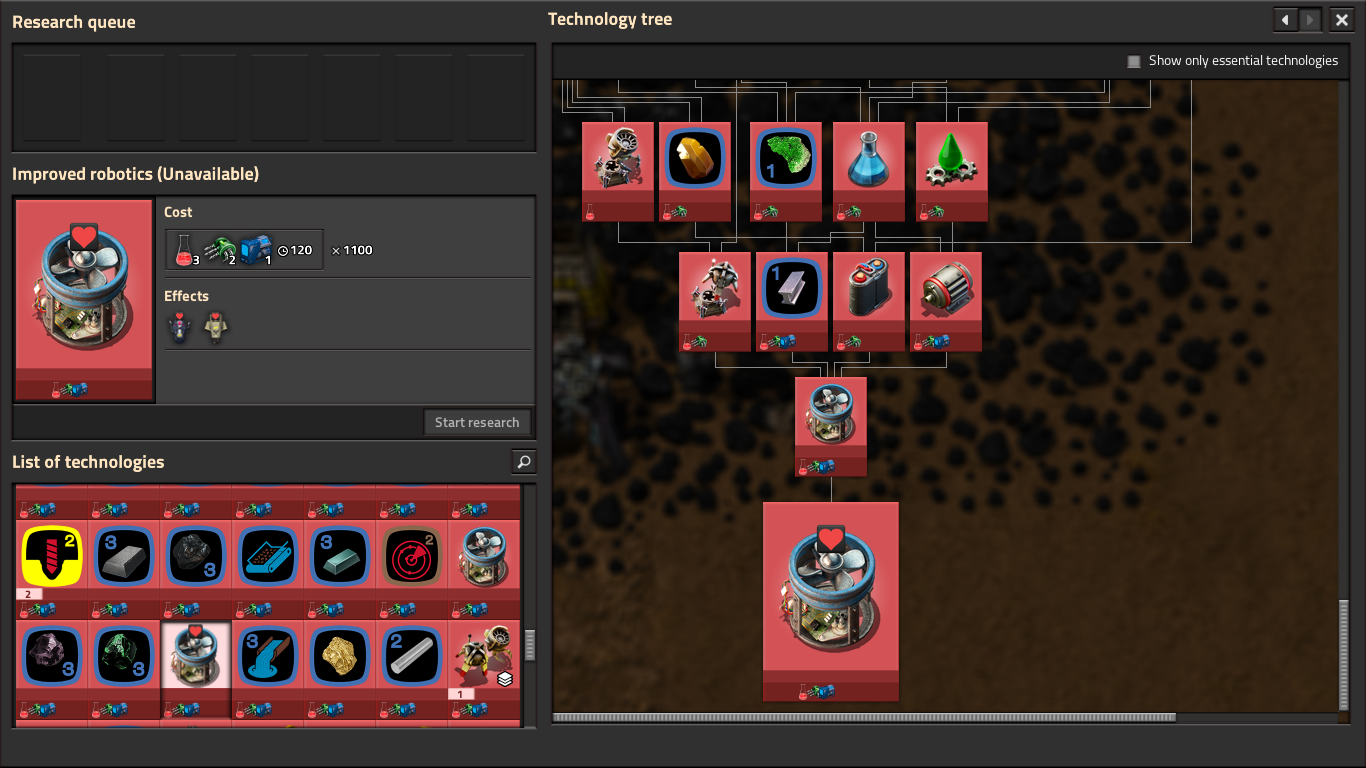 Research queue
Technology tree
Show only essential technologies
Improved robotics (Unavailable)
Cost
3 2 1 120 × 1100
Effects
Start research
List of technologies
2 3 3 3 2
2
3 3 3 2
1
1
1